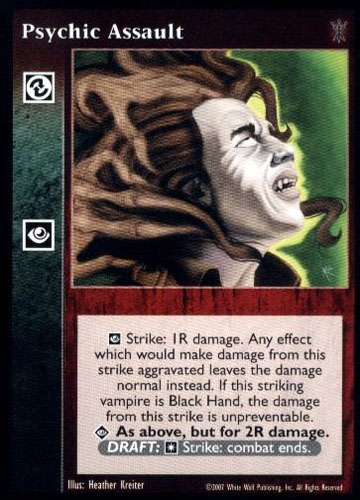 Psychic Assault
Strike: 1R damage. Any effect
which would make damage from this
strike aggravated leaves the damage
normal instead. If this striking
vampire is Black Hand, the damage
from this strike is unpreventable.
As above, but for 2R damage.
DRAFT: Strike: combat ends.
Illus: Heather Kreiter ©2007 White Wolf Publishing, Inc. All Rights Reserved